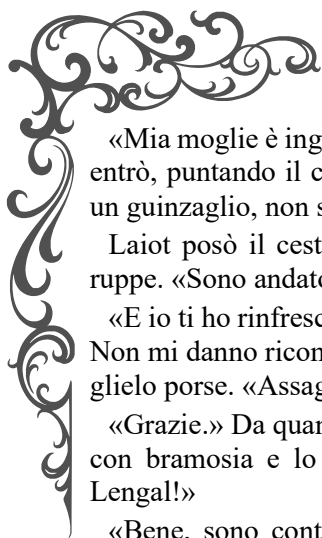 «Mia moglie è ing
entrò, puntando il c
un guinzaglio, non s
Laiot posò il cest
ruppe. «Sono andato
«E io ti ho rinfresc
Non mi danno ricon
glielo porse. «Assag
«Grazie.» Da quan
con bramosia e lo
Lengal!»
«Bene, sono cont